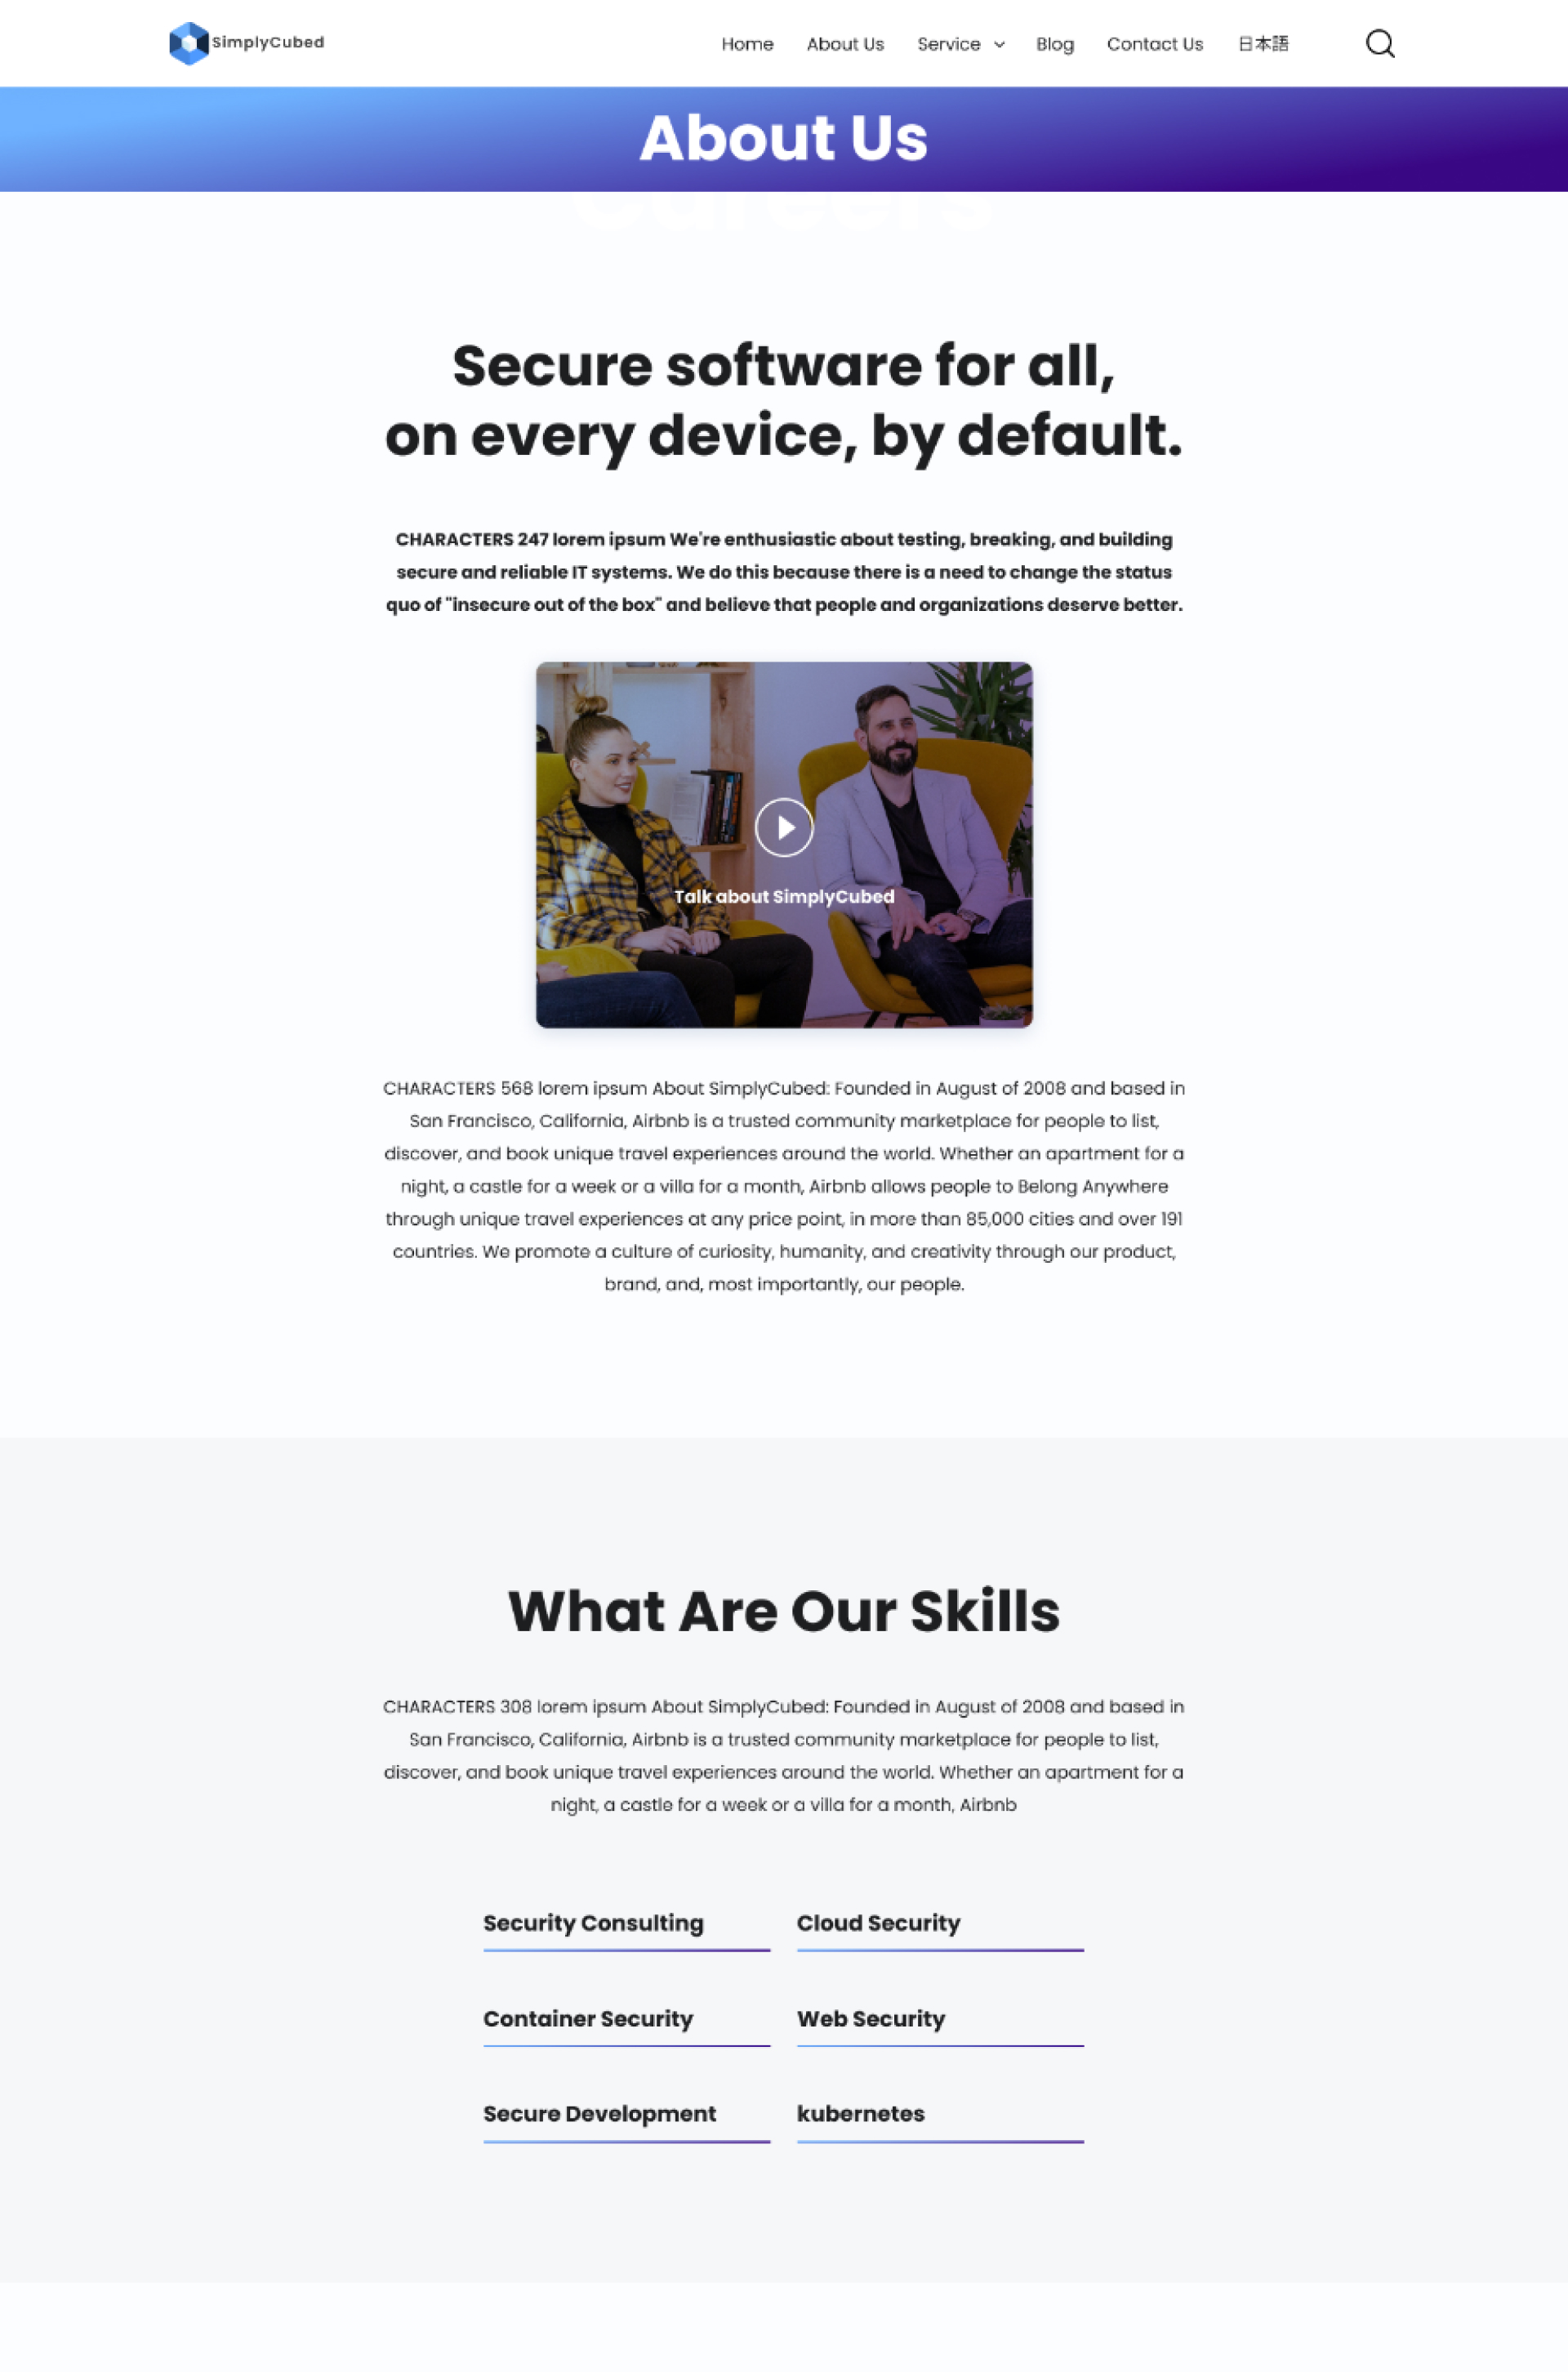 SimplyCubed
Home About Us Service Blog Contact Us 日本語
About Us
Careers
Secure software for all,
on every device, by default.
CHARACTERS 247 lorem ipsum We're enthusiastic about testing, breaking, and building
secure and reliable IT systems. We do this because there is a need to change the status
quo of "insecure out of the box" and believe that people and organizations deserve better.
Talk about SimplyCubed
CHARACTERS 568 lorem ipsum About SimplyCubed: Founded in August of 2008 and based in
San Francisco, California, Airbnb is a trusted community marketplace for people to list,
discover, and book unique travel experiences around the world. Whether an apartment for a
night, a castle for a week or a villa for a month, Airbnb allows people to Belong Anywhere
through unique travel experiences at any price point, in more than 85,000 cities and over 191
countries. We promote a culture of curiosity, humanity, and creativity through our product,
brand, and, most importantly, our people.
What Are Our Skills
CHARACTERS 308 lorem ipsum About SimplyCubed: Founded in August of 2008 and based in
San Francisco, California, Airbnb is a trusted community marketplace for people to list,
discover, and book unique travel experiences around the world. Whether an apartment for a
night, a castle for a week or a villa for a month, Airbnb
Security Consulting Cloud Security
Container Security Web Security
Secure Development kubernetes